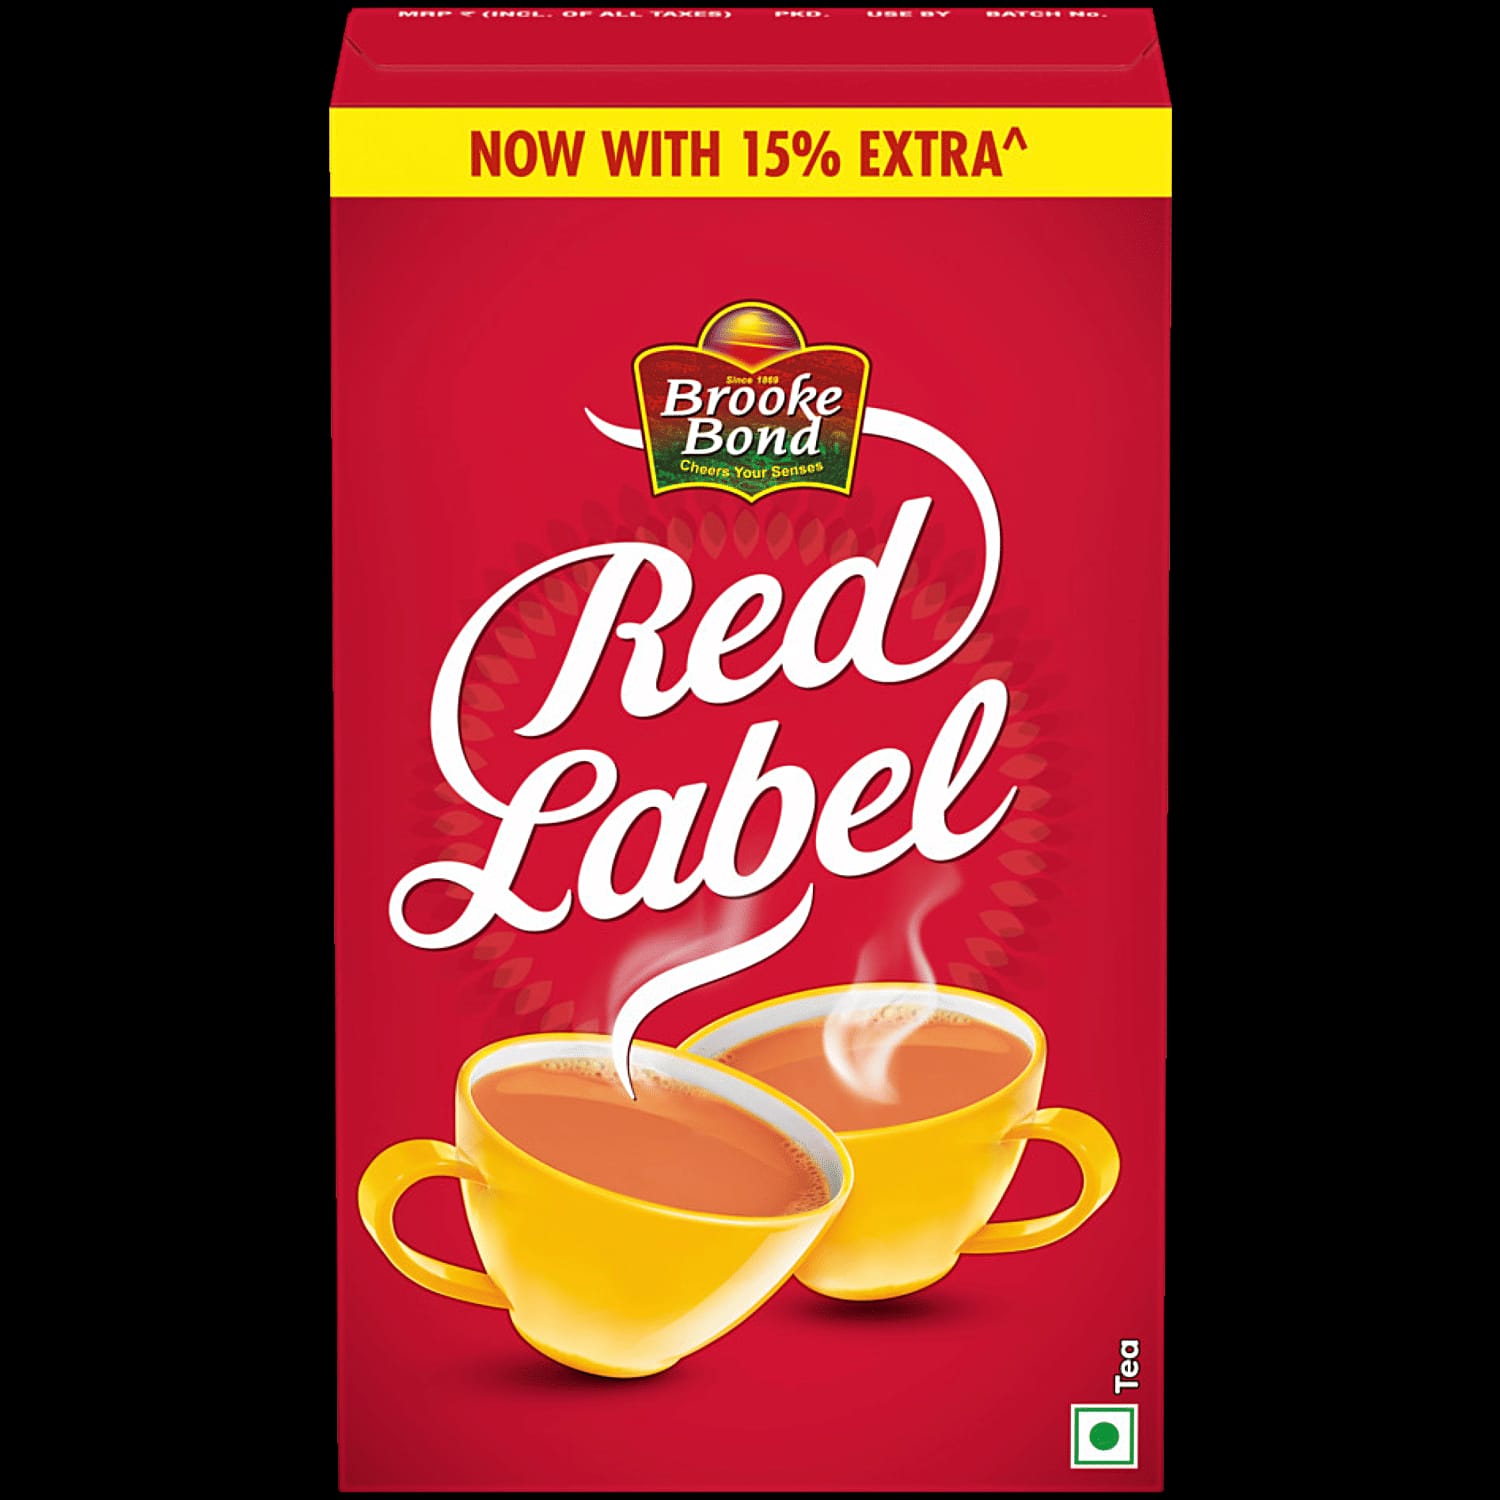 MRP ₹ (INCL. OF ALL TAXES) PKD. USE BY BATCH No.
NOW WITH 15% EXTRA^
Since 1869
Brooke
Bond
Cheers Your Senses
Red
Label
Tea